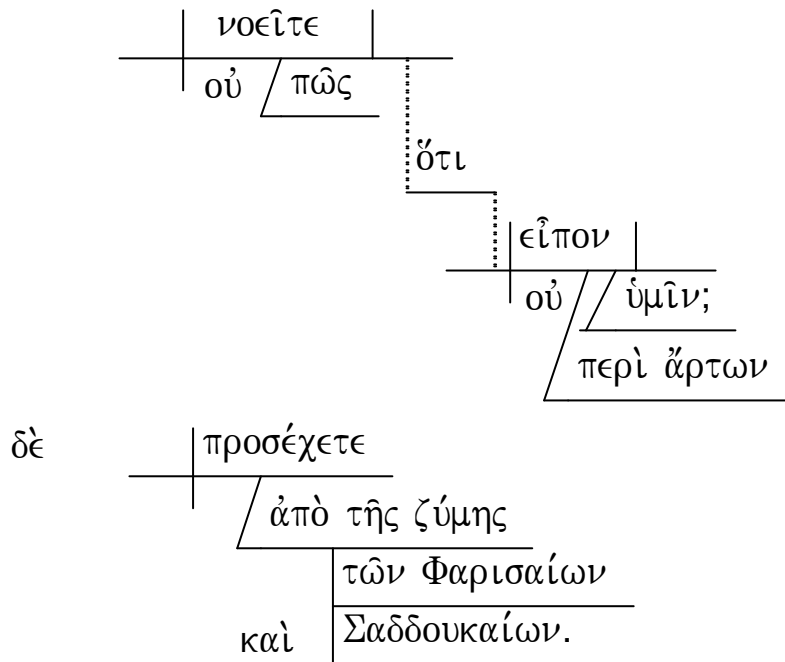 νοεῖτε
οὐ πῶς
ὅτι
εἶπον
οὐ ὑμῖν;
περὶ ἄρτων
δὲ προσέχετε
ἀπὸ τῆς ζύμης
τῶν Φαρισαίων
καὶ Σαδδουκαίων.